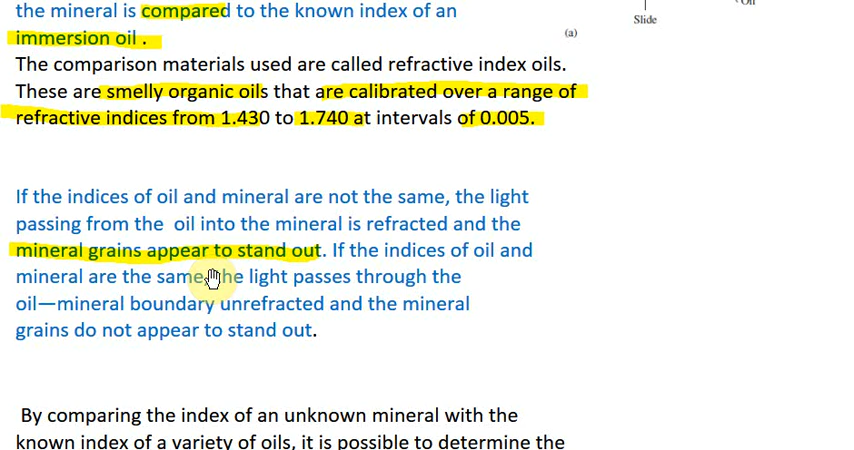 the mineral is compared to the known index of an
immersion oil .
Slide
(a)
The comparison materials used are called refractive index oils.
These are smelly organic oils that are calibrated over a range of
refractive indices from 1.430 to 1.740 at intervals of 0.005.
If the indices of oil and mineral are not the same, the light
passing from the oil into the mineral is refracted and the
mineral grains appear to stand out. If the indices of oil and
mineral are the same, the light passes through the
oil—mineral boundary unrefracted and the mineral
grains do not appear to stand out.
By comparing the index of an unknown mineral with the
known index of a variety of oils, it is possible to determine the